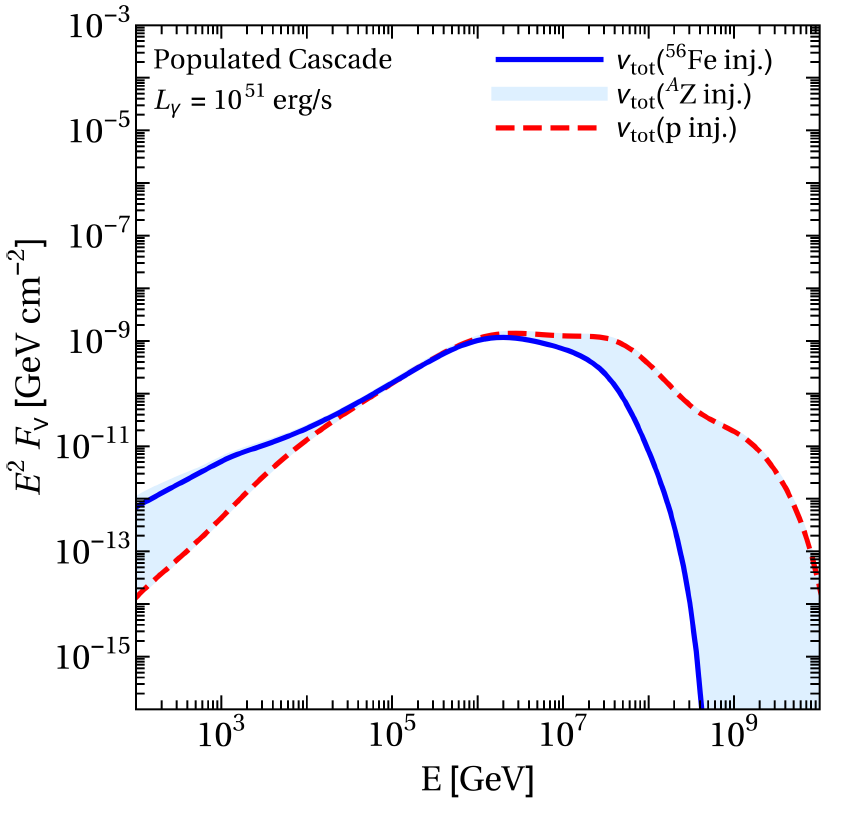 Populated Cascade
L_γ = 10^51 erg/s
ν_tot(^56Fe inj.)
ν_tot(^AZ inj.)
ν_tot(p inj.)
10^−3
10^−5
10^−7
10^−9
10^−11
10^−13
10^−15
E^2 F_ν [GeV cm^−2]
10^3 10^5 10^7 10^9
E [GeV]